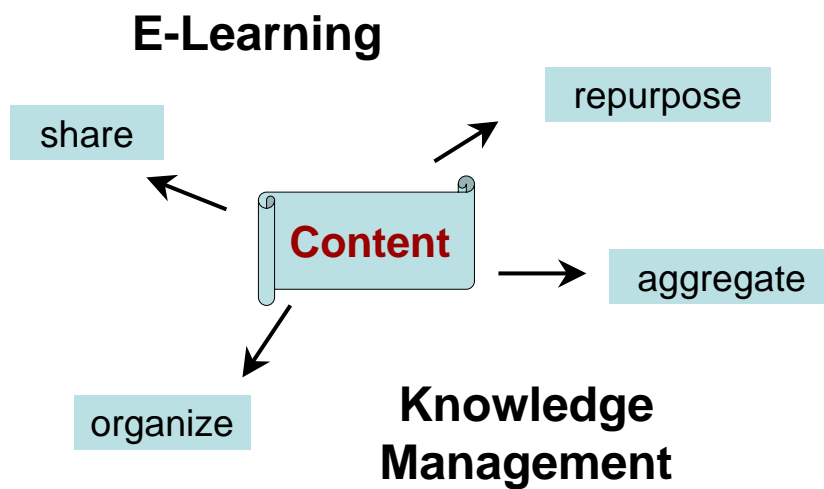 E-Learning
repurpose
share
Content
aggregate
organize
Knowledge
Management